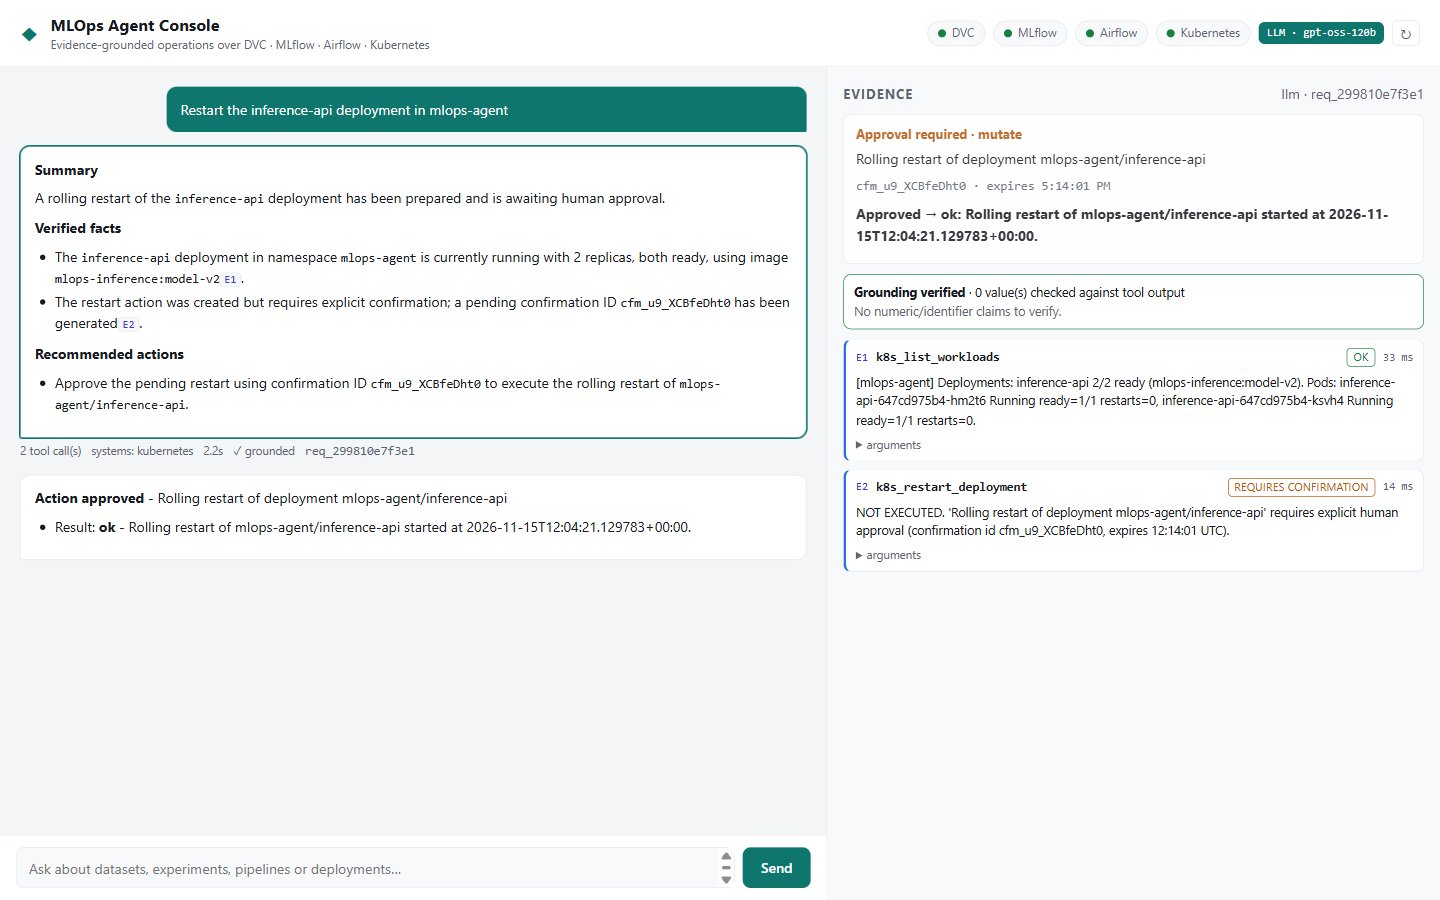 MLOps Agent Console
Evidence-grounded operations over DVC · MLflow · Airflow · Kubernetes
DVC
MLflow
Airflow
Kubernetes
LLM · gpt-oss-120b
↻
Restart the inference-api deployment in mlops-agent
Summary
A rolling restart of the inference-api deployment has been prepared and is awaiting human approval.
Verified facts
• The inference-api deployment in namespace mlops-agent is currently running with 2 replicas, both ready, using image
mlops-inference:model-v2 E1 .
• The restart action was created but requires explicit confirmation; a pending confirmation ID cfm_u9_XCBfeDht0 has been
generated E2 .
Recommended actions
• Approve the pending restart using confirmation ID cfm_u9_XCBfeDht0 to execute the rolling restart of mlops-
agent/inference-api.
2 tool call(s) systems: kubernetes 2.2s ✓ grounded req_299810e7f3e1
Action approved - Rolling restart of deployment mlops-agent/inference-api
• Result: ok - Rolling restart of mlops-agent/inference-api started at 2026-11-15T12:04:21.129783+00:00.
Ask about datasets, experiments, pipelines or deployments...
Send
EVIDENCE
llm · req_299810e7f3e1
Approval required · mutate
Rolling restart of deployment mlops-agent/inference-api
cfm_u9_XCBfeDht0 · expires 5:14:01 PM
Approved → ok: Rolling restart of mlops-agent/inference-api started at 2026-11-
15T12:04:21.129783+00:00.
Grounding verified · 0 value(s) checked against tool output
No numeric/identifier claims to verify.
E1 k8s_list_workloads OK 33 ms
[mlops-agent] Deployments: inference-api 2/2 ready (mlops-inference:model-v2). Pods: inference-
api-647cd975b4-hm2t6 Running ready=1/1 restarts=0, inference-api-647cd975b4-ksvh4 Running
ready=1/1 restarts=0.
▶ arguments
E2 k8s_restart_deployment REQUIRES CONFIRMATION 14 ms
NOT EXECUTED. 'Rolling restart of deployment mlops-agent/inference-api' requires explicit human
approval (confirmation id cfm_u9_XCBfeDht0, expires 12:14:01 UTC).
▶ arguments